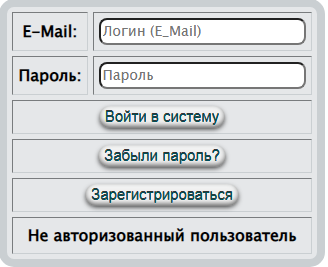 E-Mail: Логин (E_Mail)
Пароль: Пароль
Войти в систему
Забыли пароль?
Зарегистрироваться
Не авторизованный пользователь